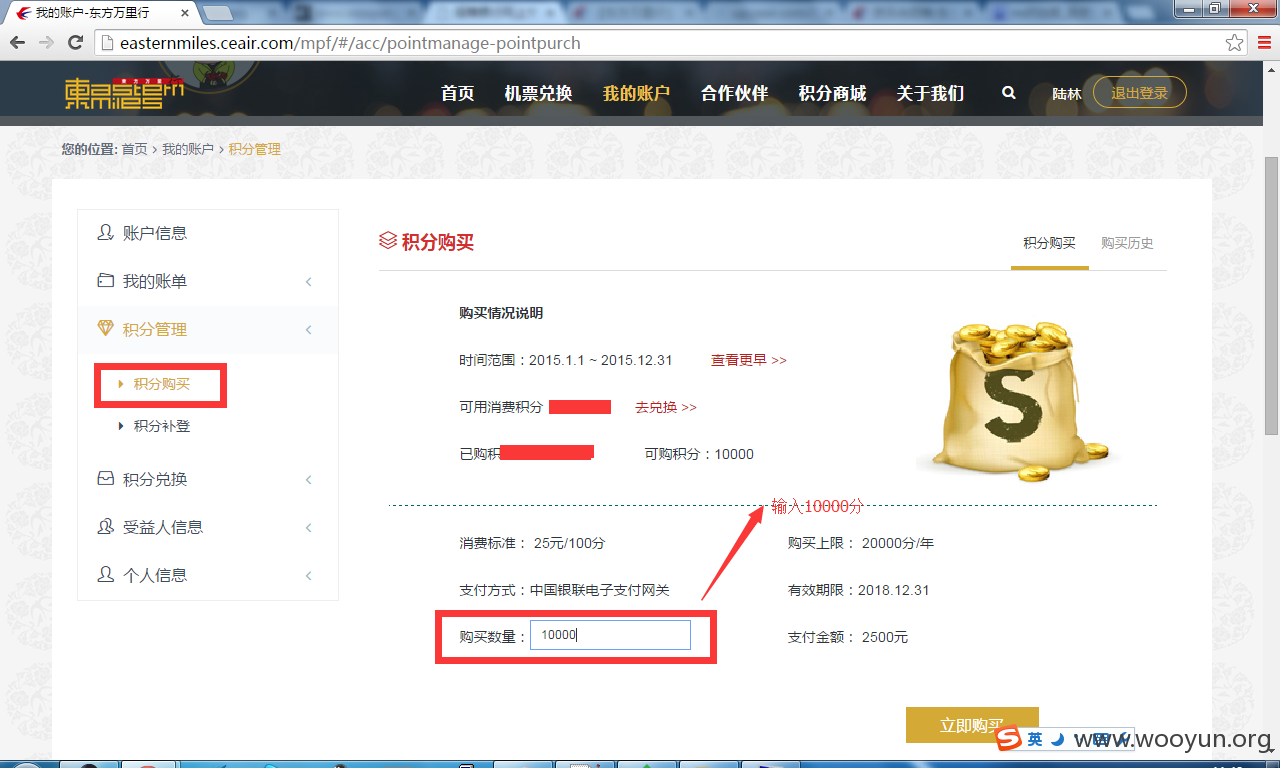 我的账户-东方万里行
easternmiles.ceair.com/mpf/#/acc/pointmanage-pointpurch
東方万里
eastern miles
首页 机票兑换 我的账户 合作伙伴 积分商城 关于我们 陆林 退出登录
您的位置: 首页 › 我的账户 › 积分管理
账户信息
我的账单
积分管理
积分购买
积分补登
积分兑换
受益人信息
个人信息
积分购买
积分购买 购买历史
购买情况说明
时间范围：2015.1.1 ~ 2015.12.31 查看更早 >>
可用消费积分 去兑换 >>
已购积 可购积分：10000
输入10000分
消费标准： 25元/100分 购买上限： 20000分/年
支付方式：中国银联电子支付网关 有效期限：2018.12.31
购买数量： 10000 支付金额： 2500元
立即购买
英
www.wooyun.org